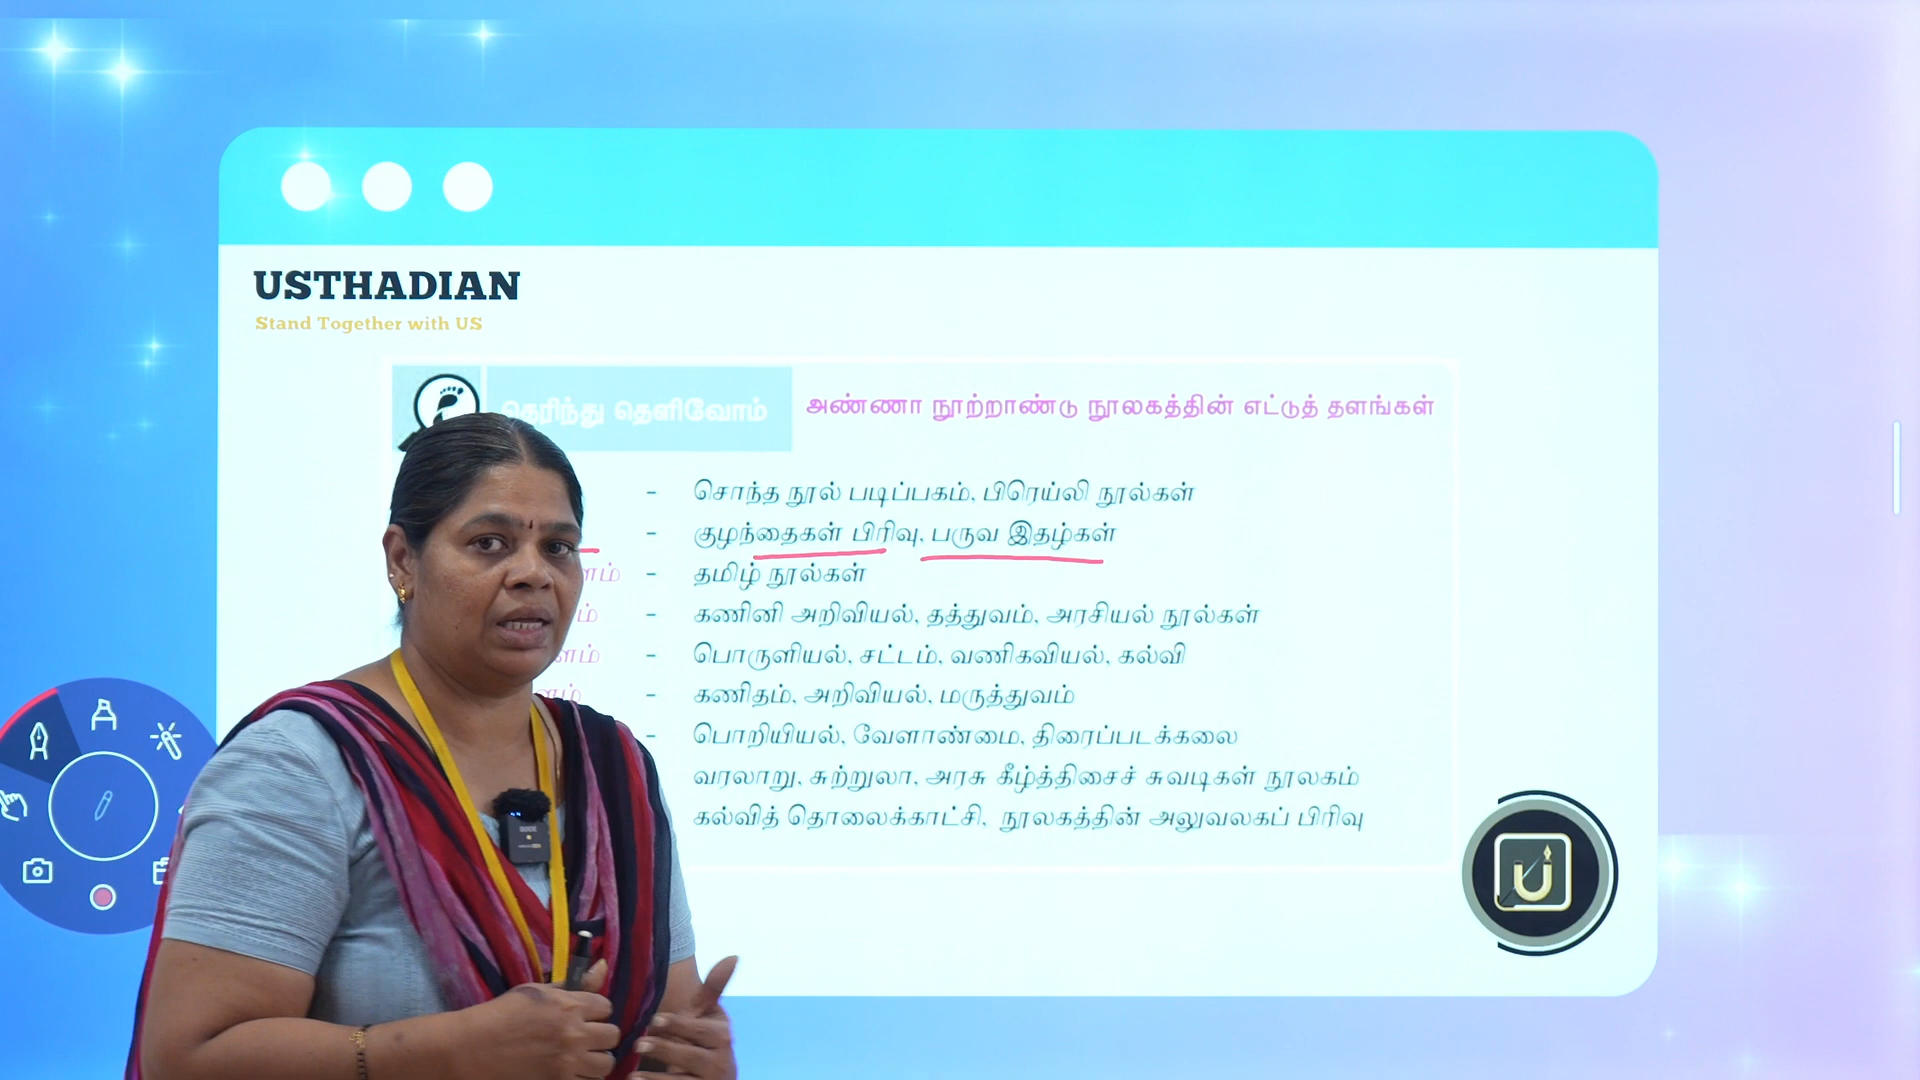 USTHADIAN
Stand Together with US
தெரிந்து தெளிவோம் அண்ணா நூற்றாண்டு நூலகத்தின் எட்டுத் தளங்கள்
- சொந்த நூல் படிப்பகம், பிரெய்லி நூல்கள்
- குழந்தைகள் பிரிவு, பருவ இதழ்கள்
- தமிழ் நூல்கள்
- கணினி அறிவியல், தத்துவம், அரசியல் நூல்கள்
- பொருளியல், சட்டம், வணிகவியல், கல்வி
- கணிதம், அறிவியல், மருத்துவம்
- பொறியியல், வேளாண்மை, திரைப்படக்கலை
வரலாறு, சுற்றுலா, அரசு கீழ்த்திசைச் சுவடிகள் நூலகம்
கல்வித் தொலைக்காட்சி, நூலகத்தின் அலுவலகப் பிரிவு